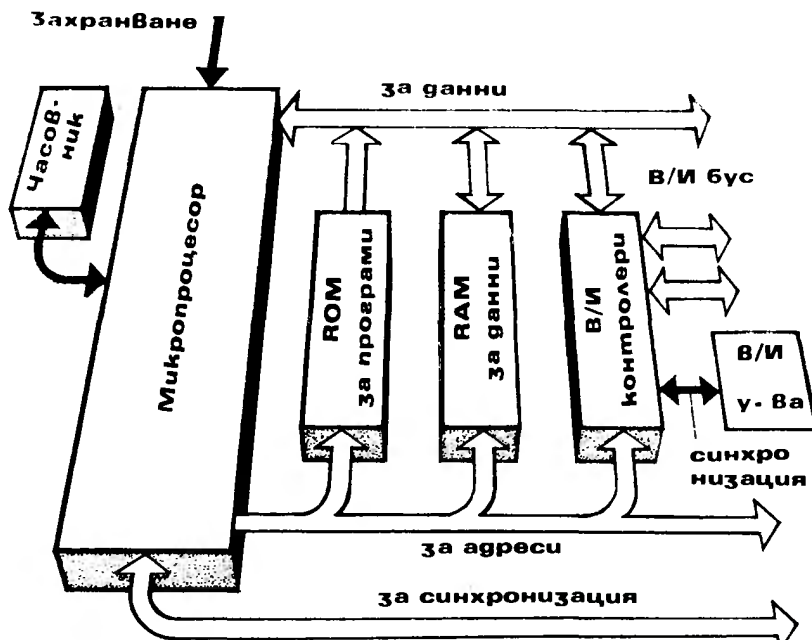 захранване
за данни
Часов-
ник
В/И бус
Микропроцесор
ROM
за програми
RAM
за данни
В/И
контролери
В/И
у-ва
синхро
низация
за адреси
за синхронизация